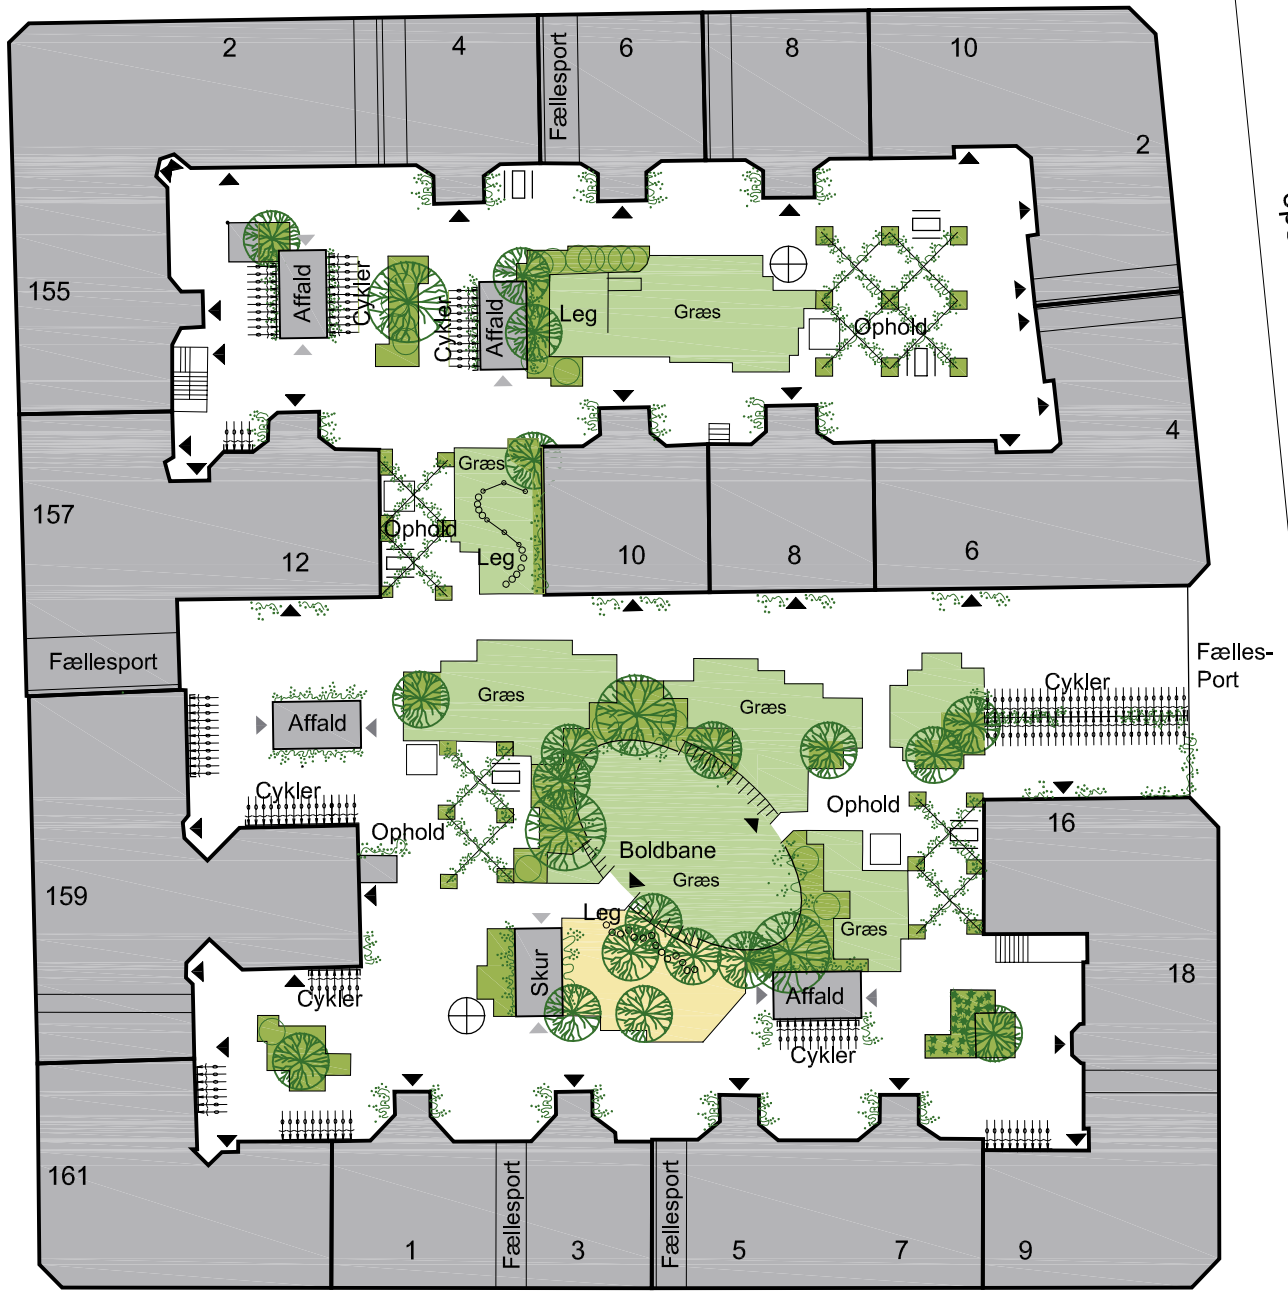 2
4
6
8
10
Fællesport
2
155
Affald
Cykler
Cykler
Affald
Leg
Græs
Ophold
4
157
Græs
Ophold
Leg
12
10
8
6
Fællesport
Fælles-
Port
Græs
Græs
Cykler
Affald
Cykler
Ophold
Ophold
16
Boldbane
Græs
159
Leg
Græs
Skur
18
Cykler
Affald
Cykler
161
Fællesport
Fællesport
1
3
5
7
9